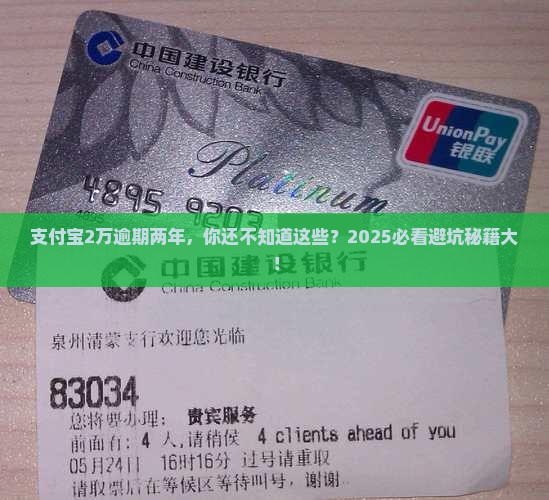 中国建设银行
China Construction Bank
UnionPay
银联
Platinum
4895 9203
支付宝2万逾期两年，你还不知道这些？2025必看避坑秘籍大
中国建设银行
China Construction Bank
泉州清蒙支行欢迎您光临
83034
您将要办理： 贵宾服务
前面有: 4 人,请稍侯 4 clients ahead of you
05月24日 16时16分 过号请重取
请取票后在等候区等待叫号，谢谢